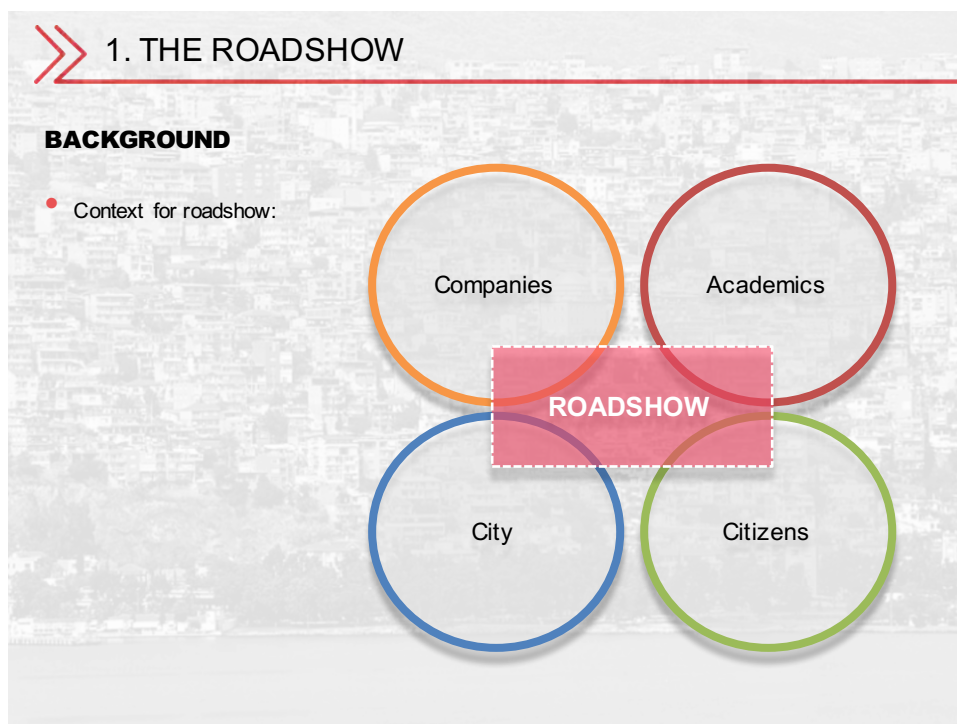 1. THE ROADSHOW
BACKGROUND
• Context for roadshow:
Companies
Academics
ROADSHOW
City
Citizens